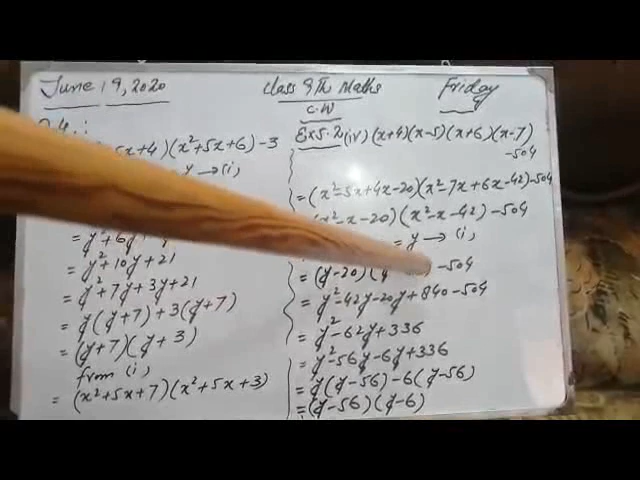 June 19, 2020
Class 9th Maths
Friday
C.W
Q.4.:
5x+4)(x²+5x+6)-3
y→(i)
= y²+6y
= y²+10y+21
= y²+7y+3y+21
= y(y+7)+3(y+7)
= (y+7)(y+3)
from (i)
= (x²+5x+7)(x²+5x+3)
Ex 5.2 (iv) (x+4)(x-5)(x+6)(x-7)
-504
= (x²-5x+4x-20)(x²-7x+6x-42)-504
(x²-x-20)(x²-x-42)-504
= y→(i)
= (y-20)(y -504
= y²-42y-20y+840-504
= y²-62y+336
= y²-56y-6y+336
= y(y-56)-6(y-56)
= (y-56)(y-6)